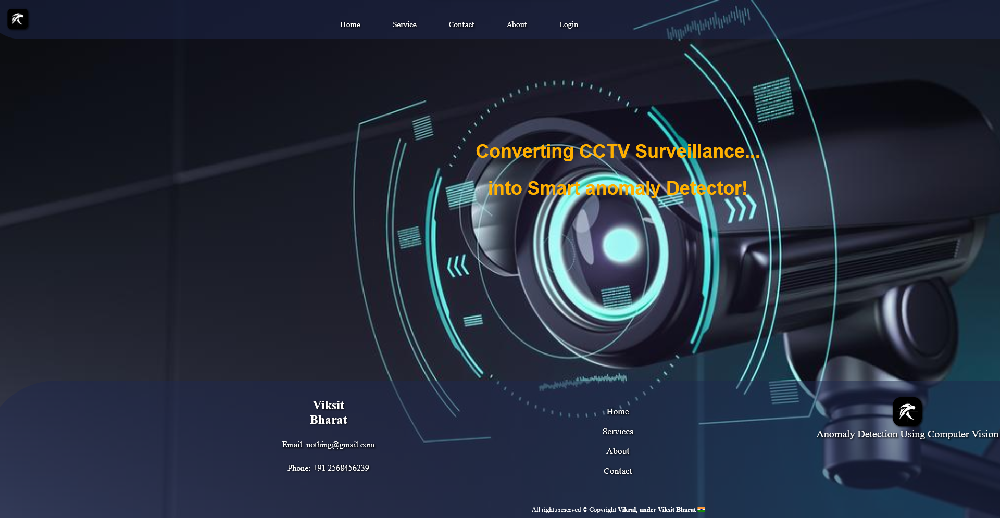 Home
Service
Contact
About
Login
Converting CCTV Surveillance...
into Smart anomaly Detector!
Viksit
Bharat
Email: nothing@gmail.com
Phone: +91 2568456239
Home
Services
About
Contact
Anomaly Detection Using Computer Vision
All rights reserved © Copyright Vikral, under Viksit Bharat 🇮🇳